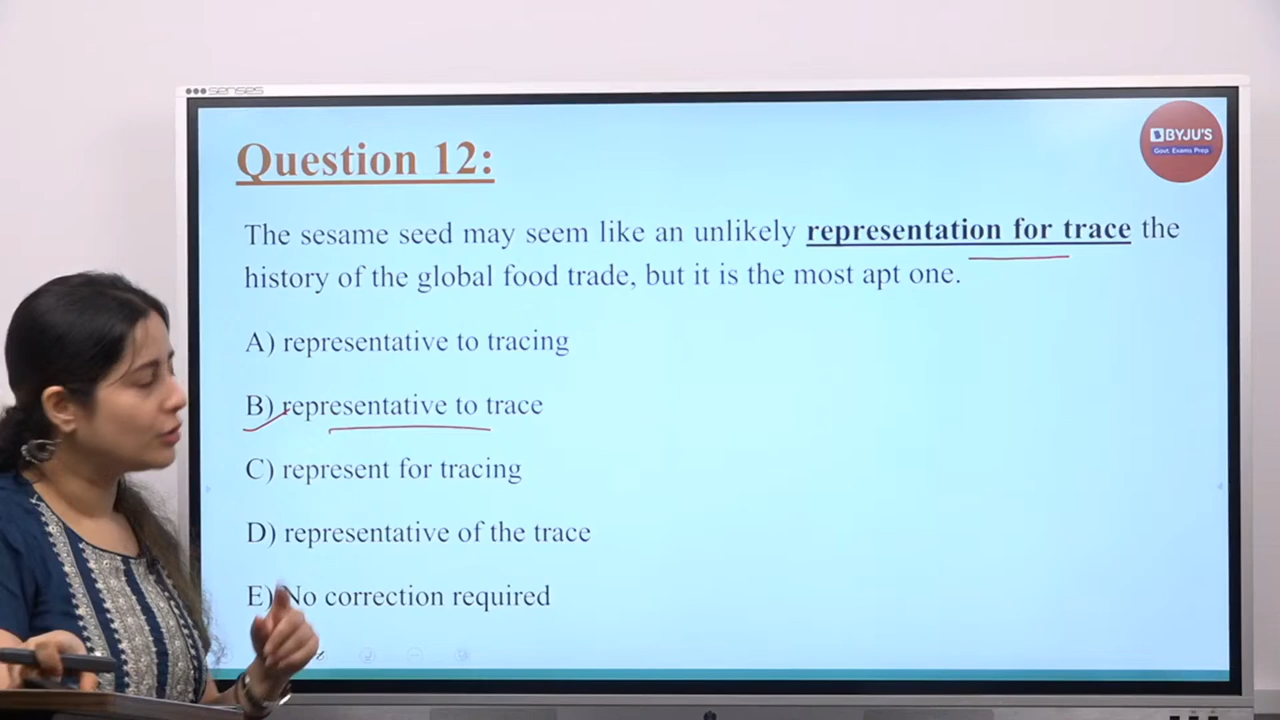 senses
BYJU'S
Govt. Exams Prep
Question 12:
The sesame seed may seem like an unlikely representation for trace the
history of the global food trade, but it is the most apt one.
A) representative to tracing
B) representative to trace
C) represent for tracing
D) representative of the trace
E) No correction required